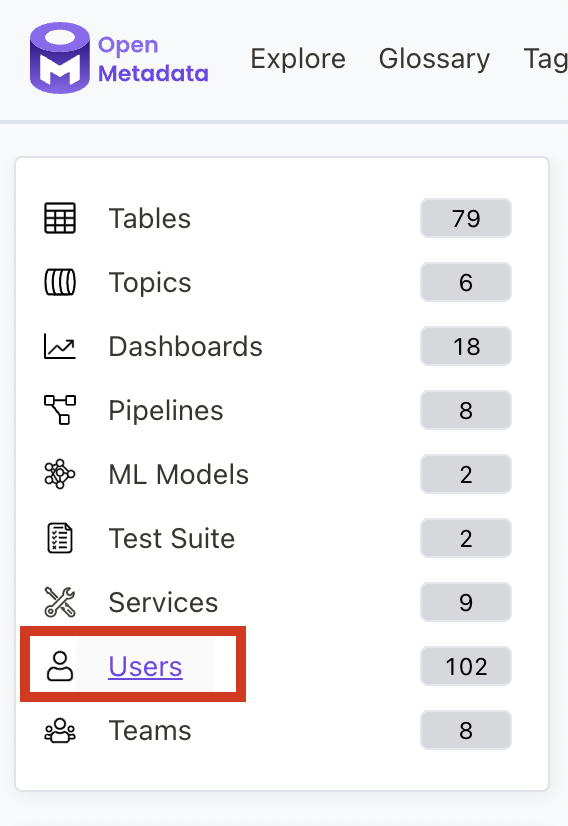 Open
Metadata
Explore Glossary Tag
Tables 79
Topics 6
Dashboards 18
Pipelines 8
ML Models 2
Test Suite 2
Services 9
Users 102
Teams 8